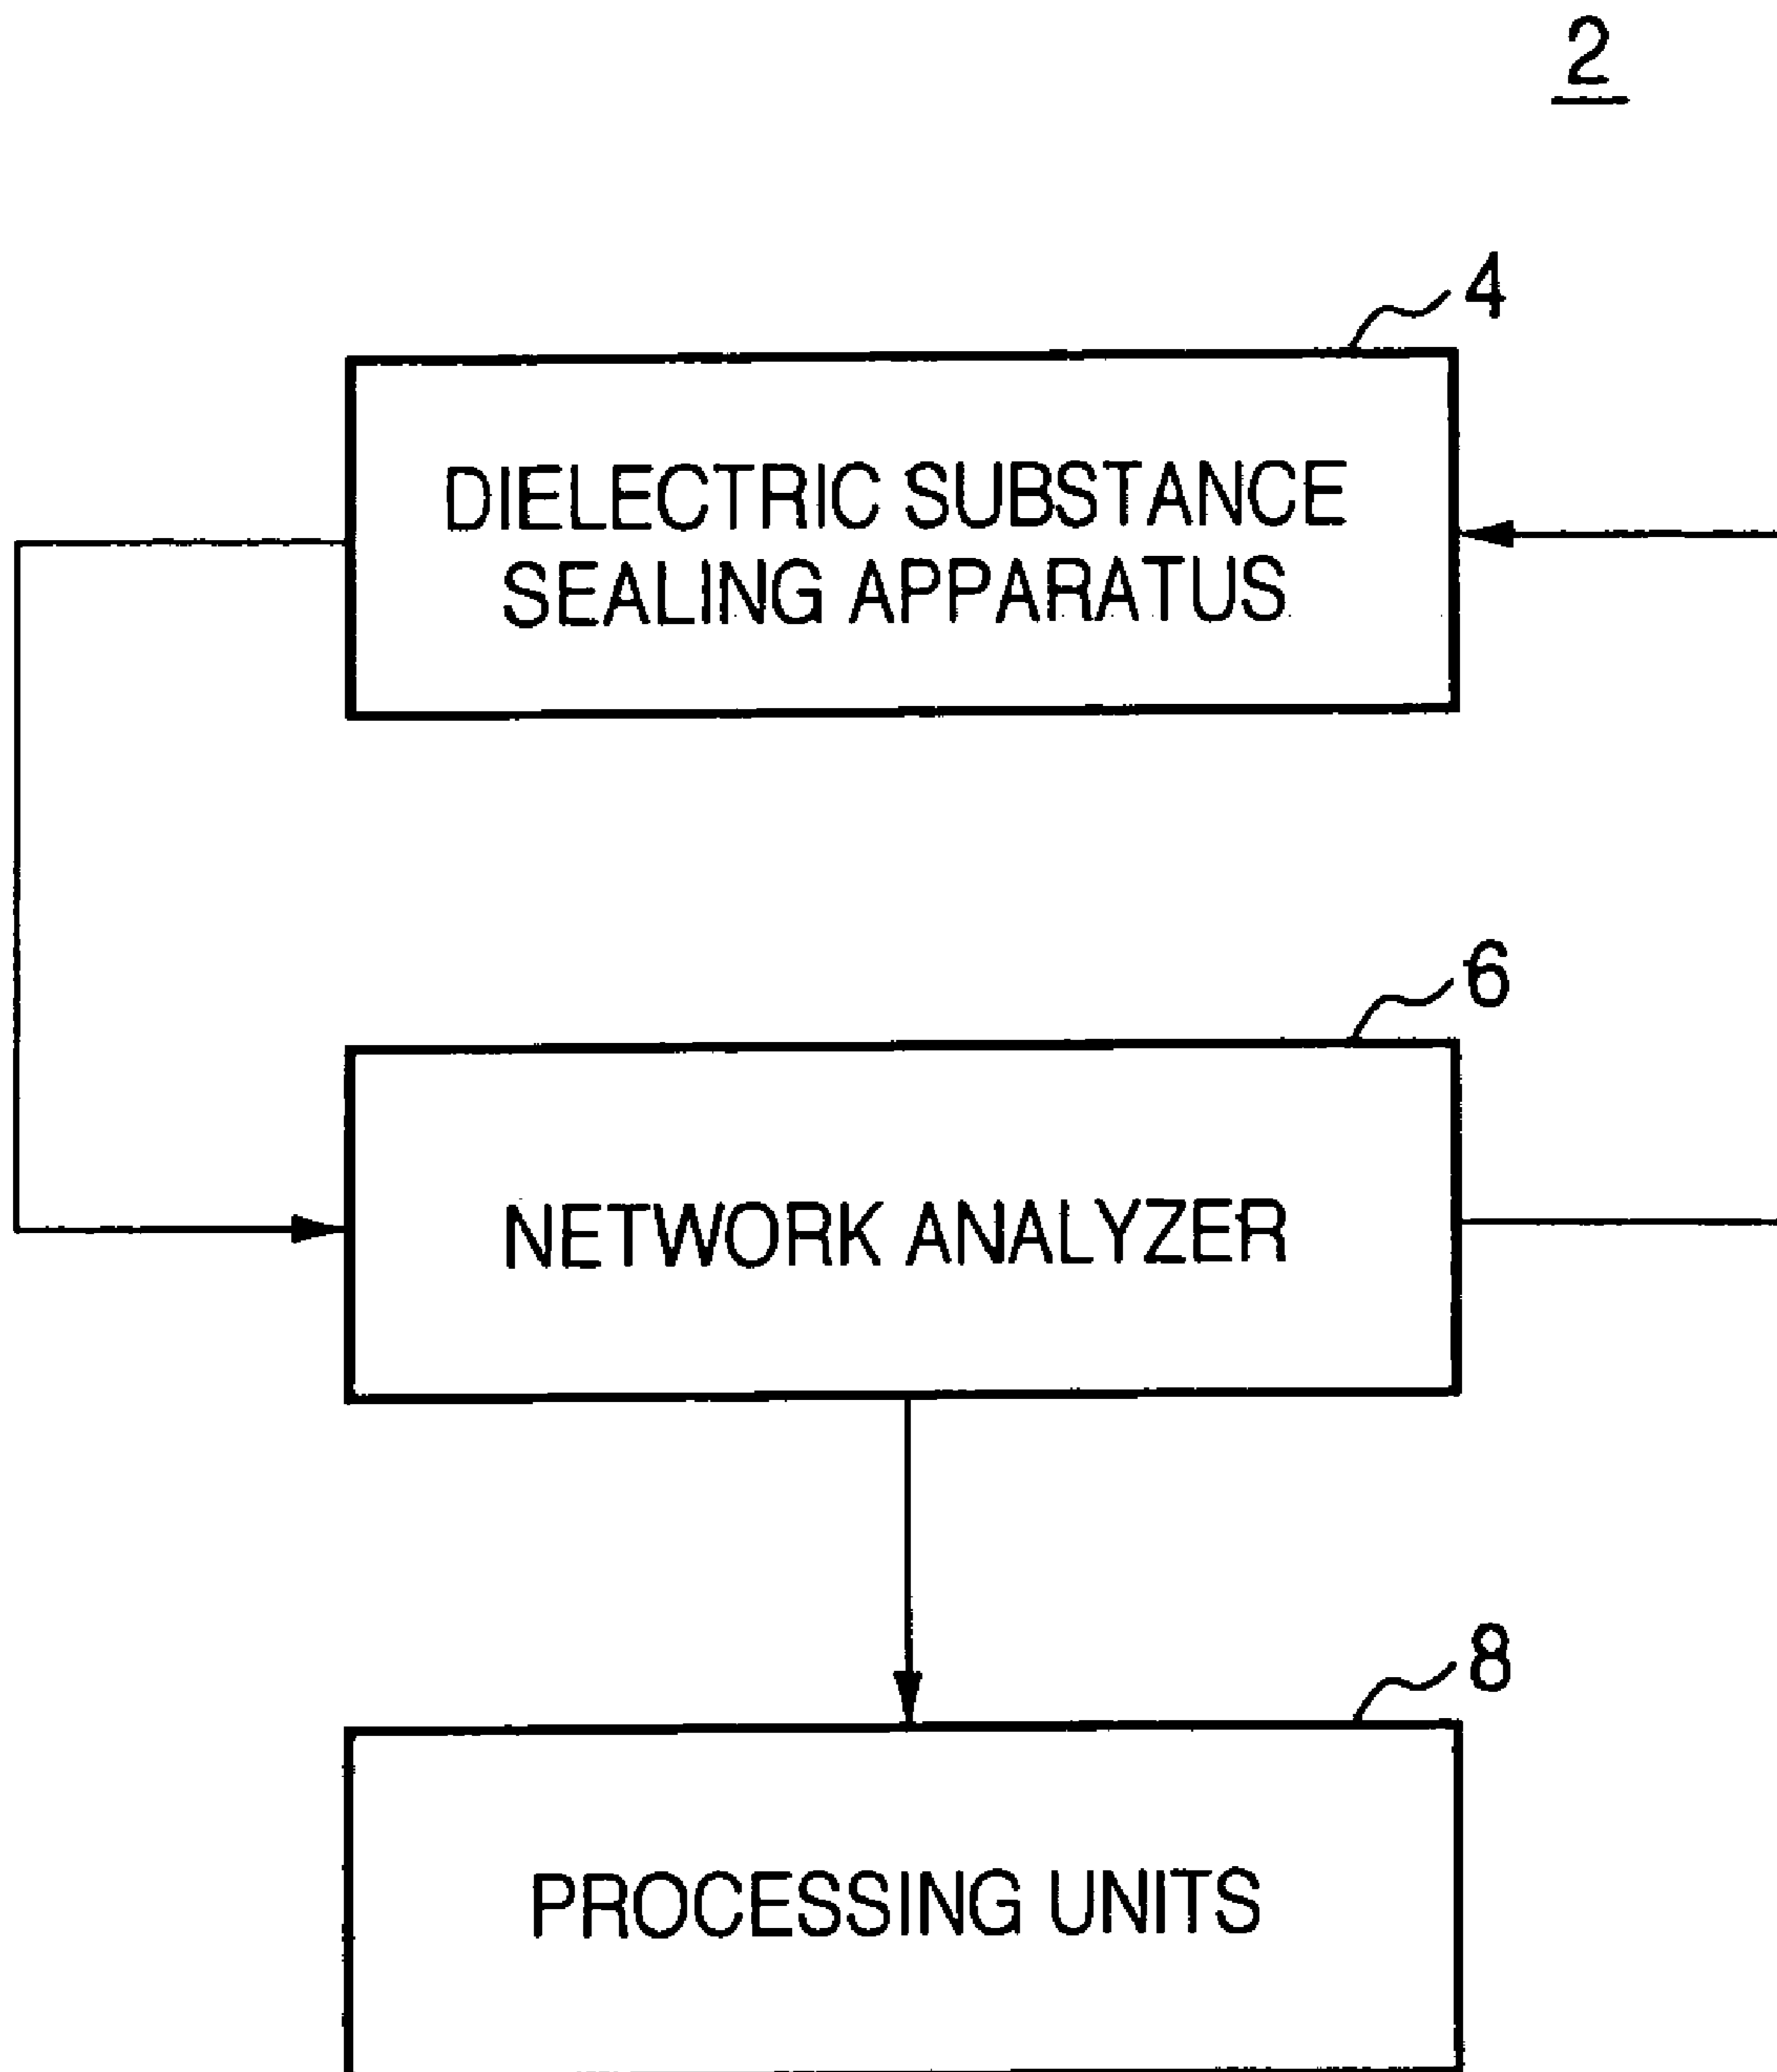 2
4
DIELECTRIC SUBSTANCE
SEALING APPARATUS
6
NETWORK ANALYZER
8
PROCESSING UNITS